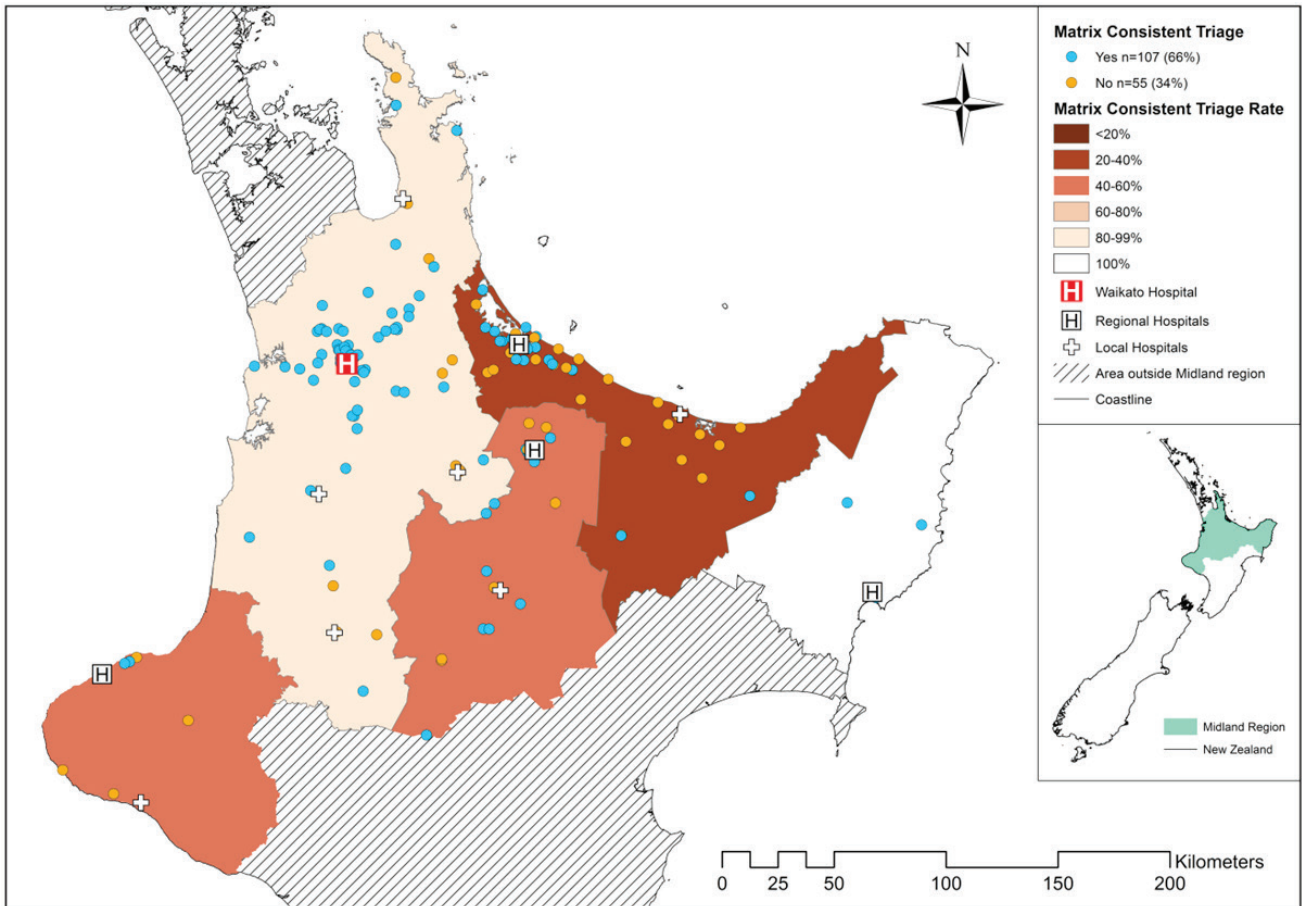 N
Matrix Consistent Triage
Yes n=107 (66%)
No n=55 (34%)
Matrix Consistent Triage Rate
<20%
20-40%
40-60%
60-80%
80-99%
100%
H Waikato Hospital
H Regional Hospitals
Local Hospitals
Area outside Midland region
Coastline
H
H
H
H
H
Midland Region
New Zealand
Kilometers
0 25 50 100 150 200